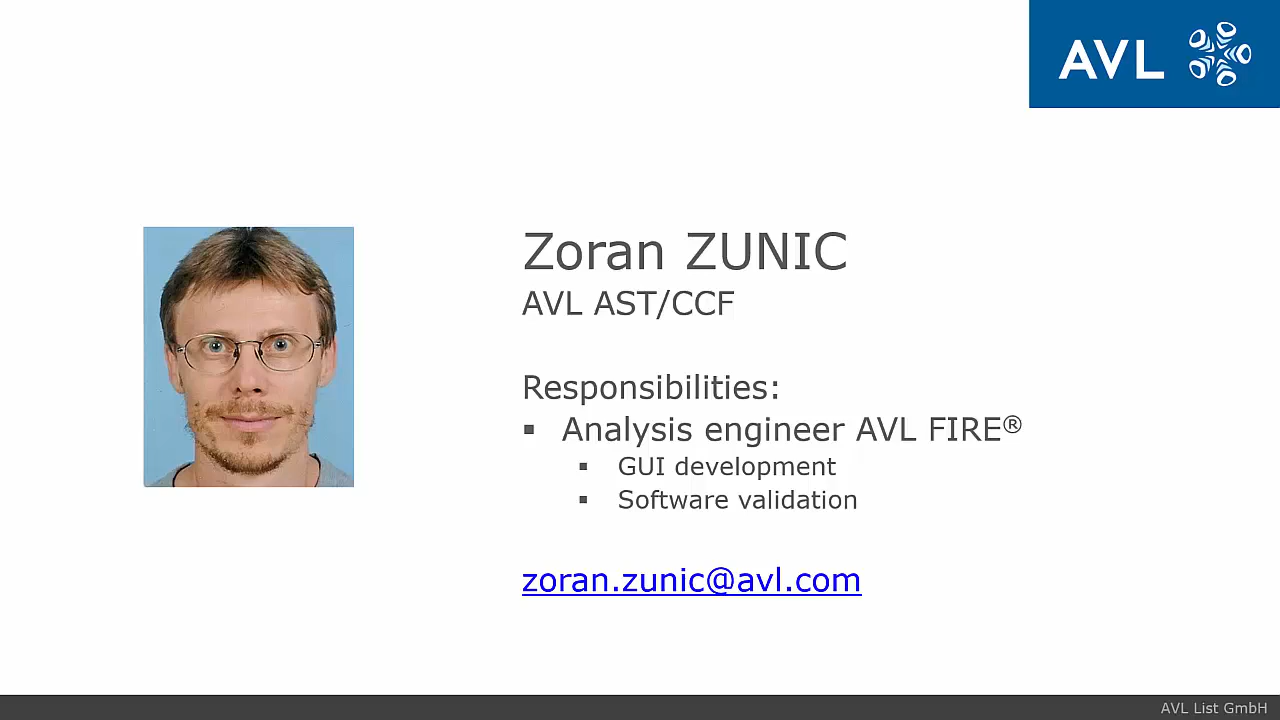 AVL
Zoran ZUNIC
AVL AST/CCF
Responsibilities:
▪ Analysis engineer AVL FIRE®
▪ GUI development
▪ Software validation
zoran.zunic@avl.com
AVL List GmbH